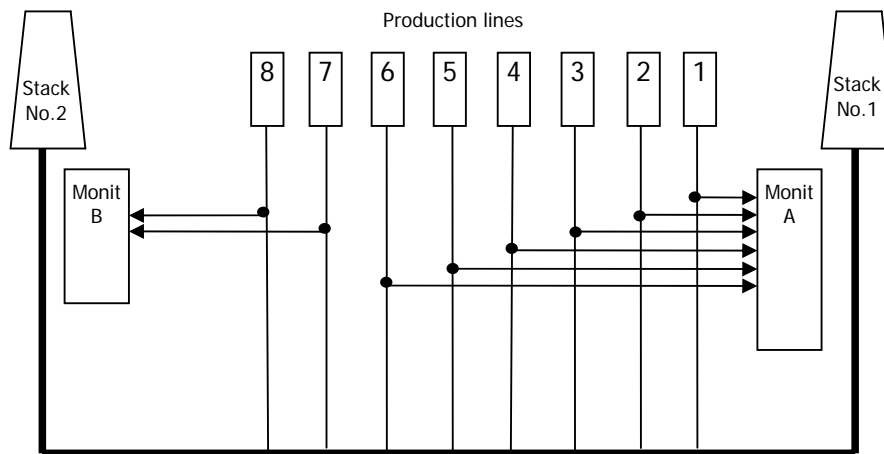 Production lines
Stack
No.2
8 7 6 5 4 3 2 1
Stack
No.1
Monit
B
Monit
A